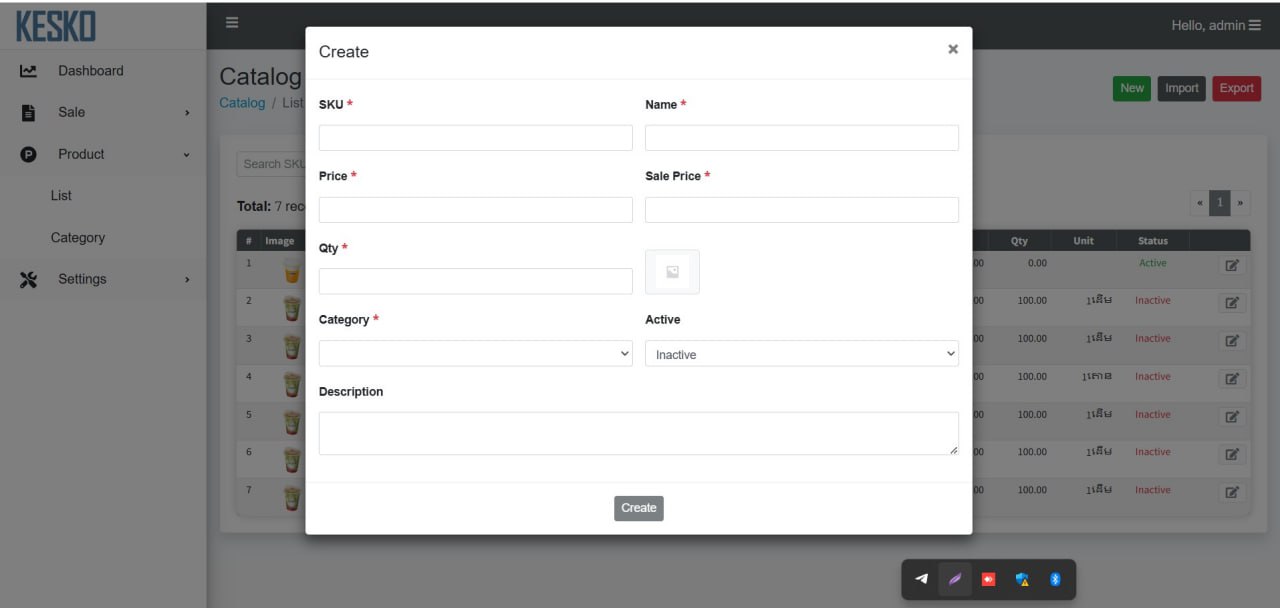 KESKO
Hello, admin
Dashboard
Sale
Product
List
Category
Settings
Catalog
Catalog / List
New Import Export
Search SKU
Total: 7 rec
« 1 »
# Image Qty Unit Status
1 00 0.00 Active
2 00 100.00 1ដើម Inactive
3 00 100.00 1ដើម Inactive
4 00 100.00 Inactive
5 00 100.00 1ដើម Inactive
6 00 100.00 1ដើម Inactive
7 00 100.00 1ដើម Inactive
Create ×
SKU * Name *
Price * Sale Price *
Qty *
Category * Active
Inactive
Description
Create